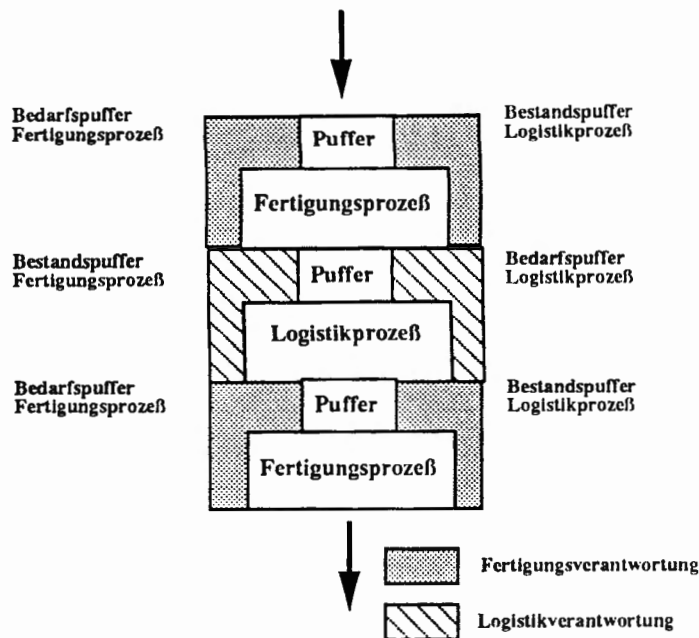 Bedarfspuffer
Fertigungsprozeß
Puffer
Bestandspuffer
Logistikprozeß
Fertigungsprozeß
Bestandspuffer
Fertigungsprozeß
Puffer
Bedarfspuffer
Logistikprozeß
Logistikprozeß
Bedarfspuffer
Fertigungsprozeß
Puffer
Bestandspuffer
Logistikprozeß
Fertigungsprozeß
Fertigungsverantwortung
Logistikverantwortung